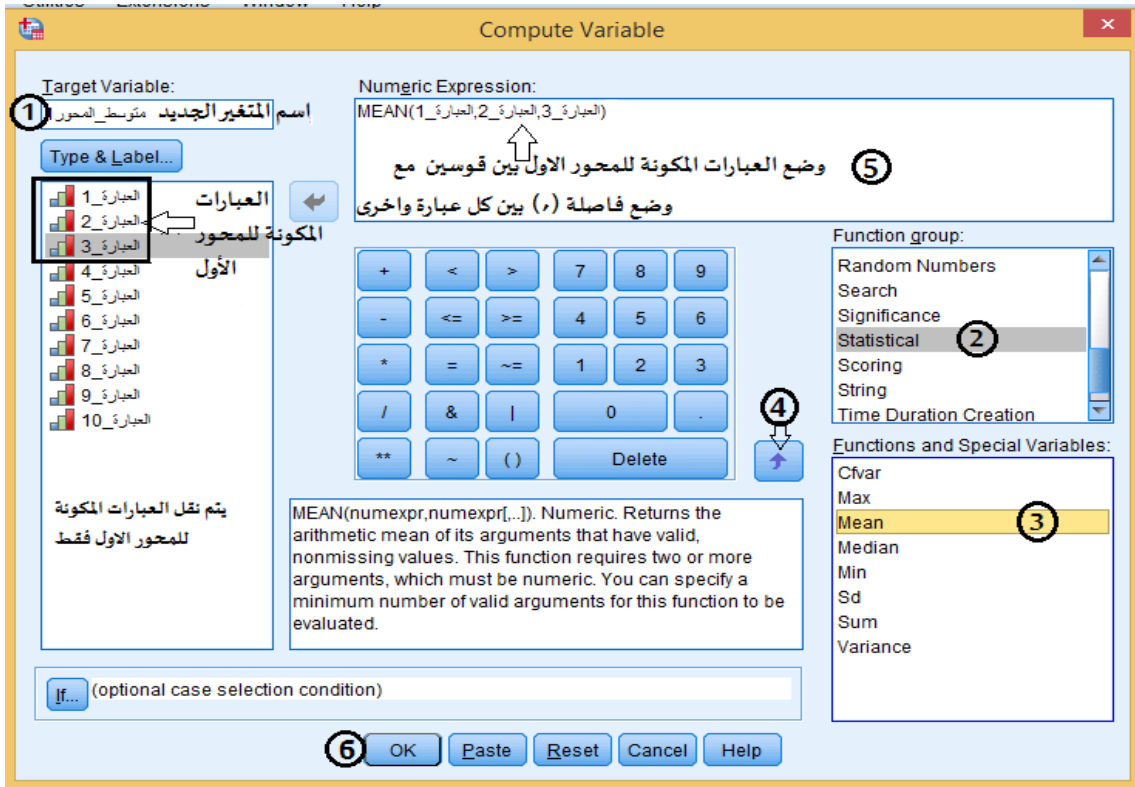 Utilities Extensions Window Help
Compute Variable
Target Variable:
Numeric Expression:
① متوسط_المحور1 اسم المتغير الجديد
MEAN(العبارة_1,العبارة_2,العبارة_3)
Type & Label...
وضع العبارات المكونة للمحور الاول بين قوسين مع ⑤
وضع فاصلة (,) بين كل عبارة واخرى
العبارة_1
العبارة_2
العبارة_3
العبارة_4
العبارة_5
العبارة_6
العبارة_7
العبارة_8
العبارة_9
العبارة_10
العبارات
المكونة للمحور
الأول
يتم نقل العبارات المكونة
للمحور الاول فقط
+ < > 7 8 9
- <= >= 4 5 6
* = ~= 1 2 3
/ & | 0 .
** ~ ( ) Delete
④
Function group:
Random Numbers
Search
Significance
Statistical ②
Scoring
String
Time Duration Creation
Functions and Special Variables:
Cfvar
Max
Mean ③
Median
Min
Sd
Sum
Variance
MEAN(numexpr,numexpr[,..]). Numeric. Returns the
arithmetic mean of its arguments that have valid,
nonmissing values. This function requires two or more
arguments, which must be numeric. You can specify a
minimum number of valid arguments for this function to be
evaluated.
If... (optional case selection condition)
⑥ OK Paste Reset Cancel Help